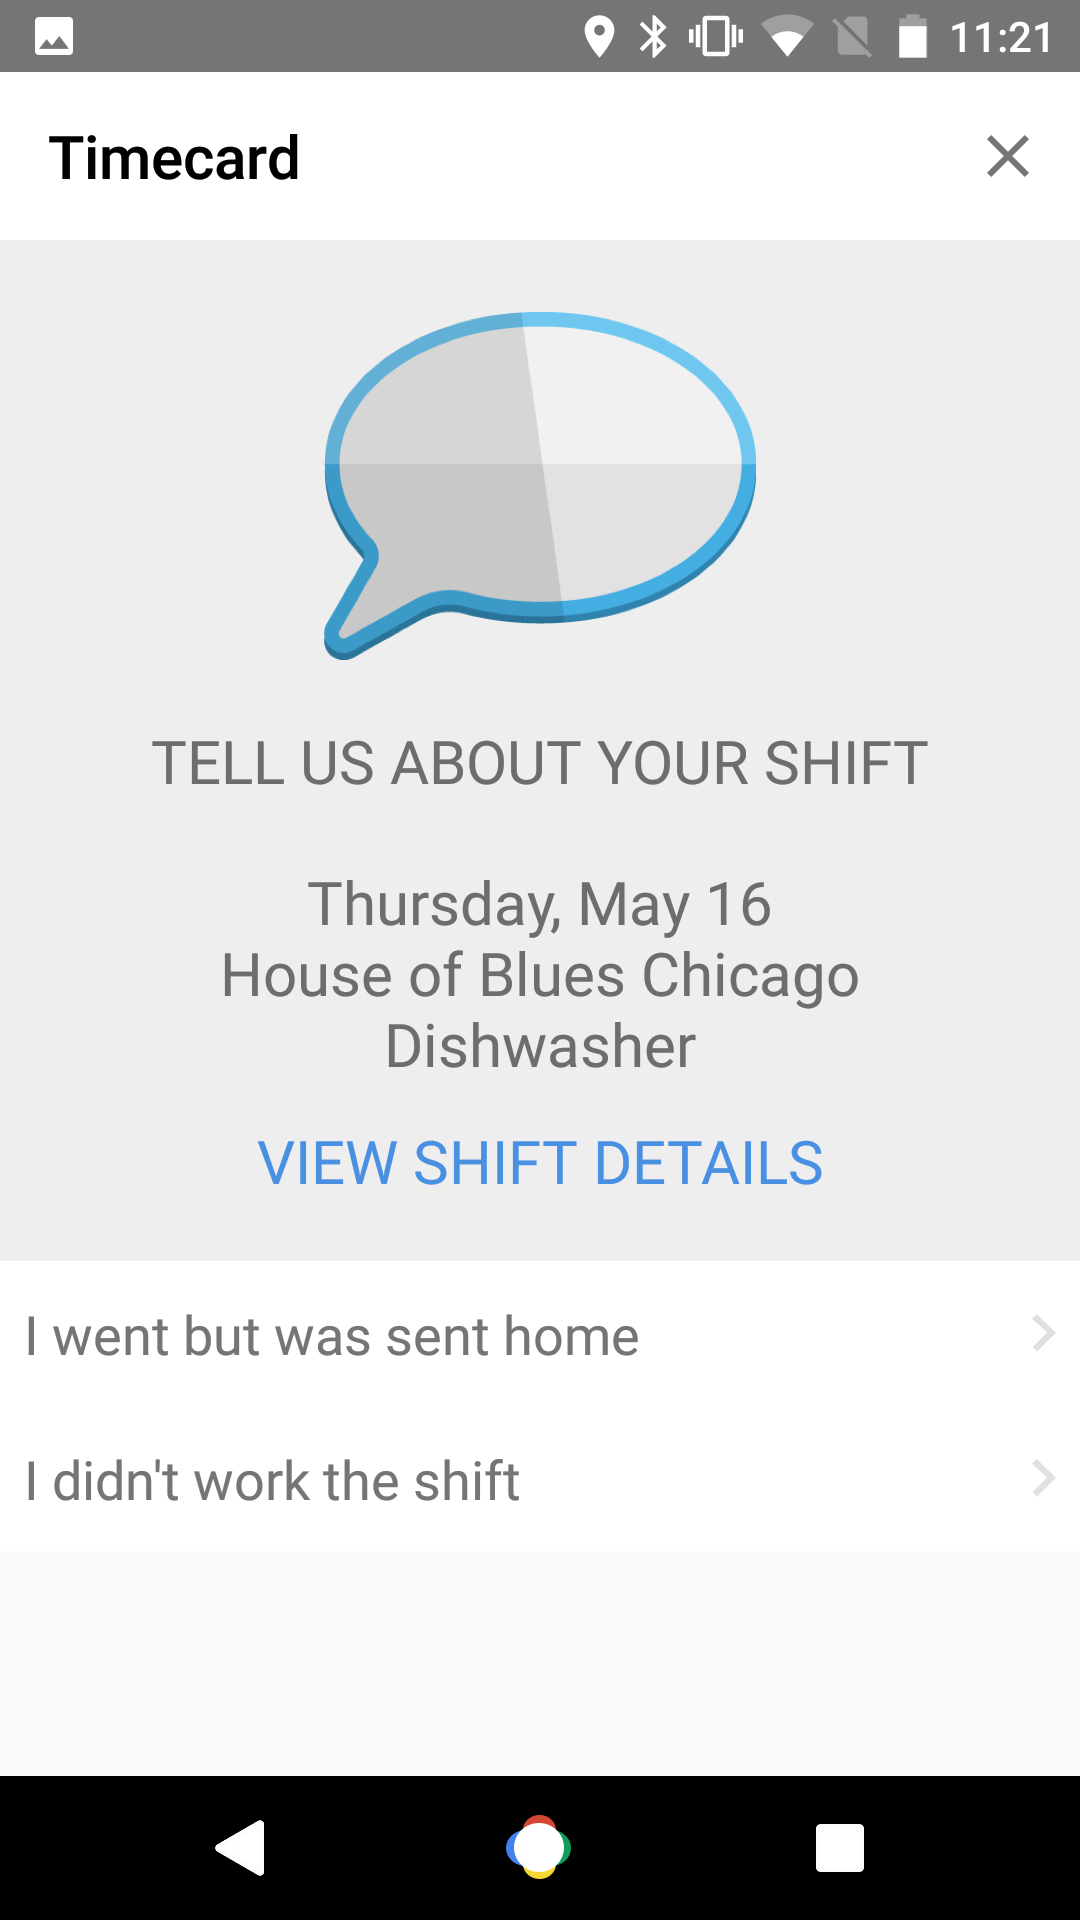 11:21
Timecard
TELL US ABOUT YOUR SHIFT
Thursday, May 16
House of Blues Chicago
Dishwasher
VIEW SHIFT DETAILS
I went but was sent home
I didn't work the shift